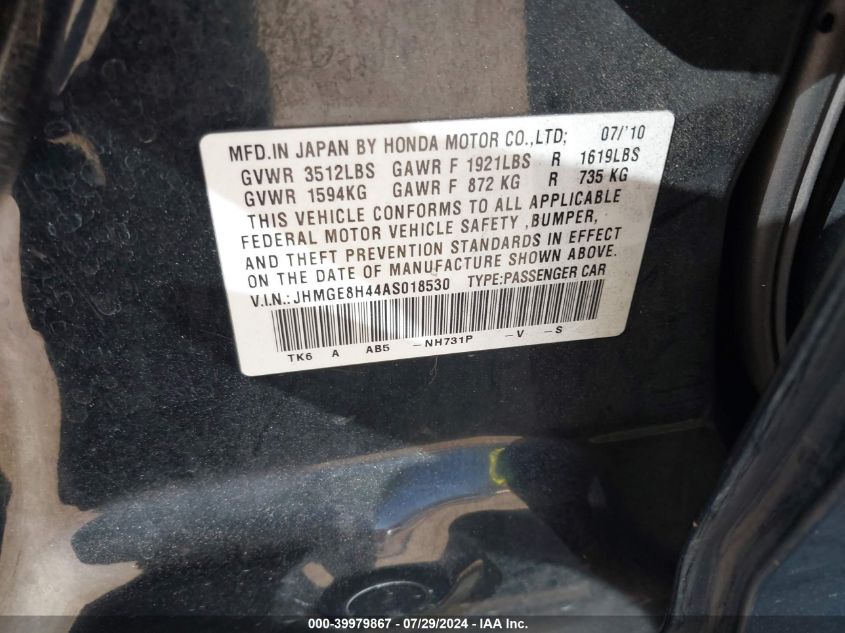 MFD.IN JAPAN BY HONDA MOTOR CO.,LTD; 07/'10
GVWR 3512LBS GAWR F 1921LBS R 1619LBS
GVWR 1594KG GAWR F 872 KG R 735 KG
THIS VEHICLE CONFORMS TO ALL APPLICABLE
FEDERAL MOTOR VEHICLE SAFETY ,BUMPER,
AND THEFT PREVENTION STANDARDS IN EFFECT
ON THE DATE OF MANUFACTURE SHOWN ABOVE.
V.I.N.: JHMGE8H44AS018530 TYPE:PASSENGER CAR
TK6 A AB5 -NH731P -V -S
000-39979867 / 07/29/2024 - IAA Inc.